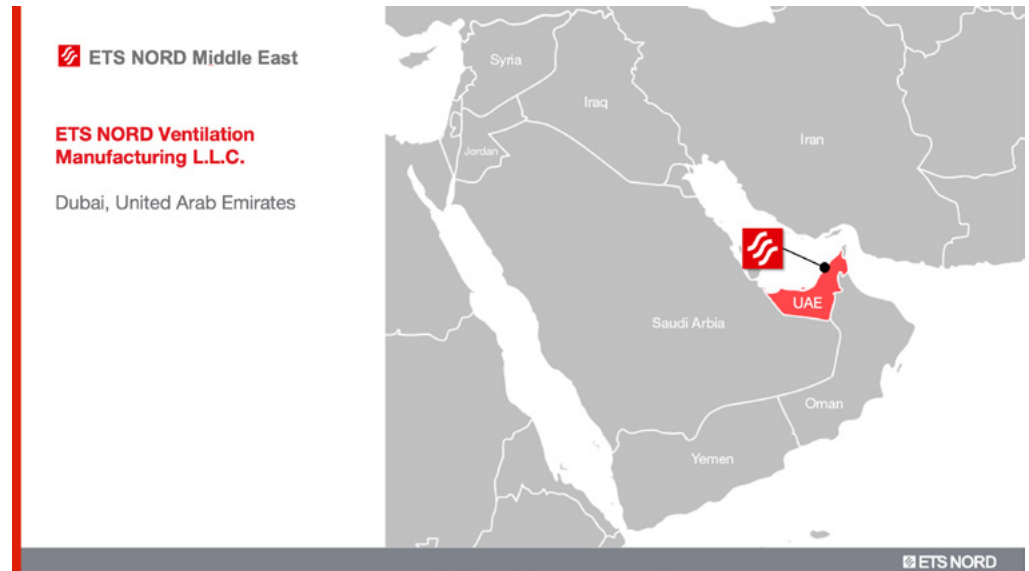 ETS NORD Middle East
ETS NORD Ventilation
Manufacturing L.L.C.
Dubai, United Arab Emirates
Syria
Iraq
Iran
Jordan
UAE
Saudi Arbia
Oman
Yemen
ETS NORD